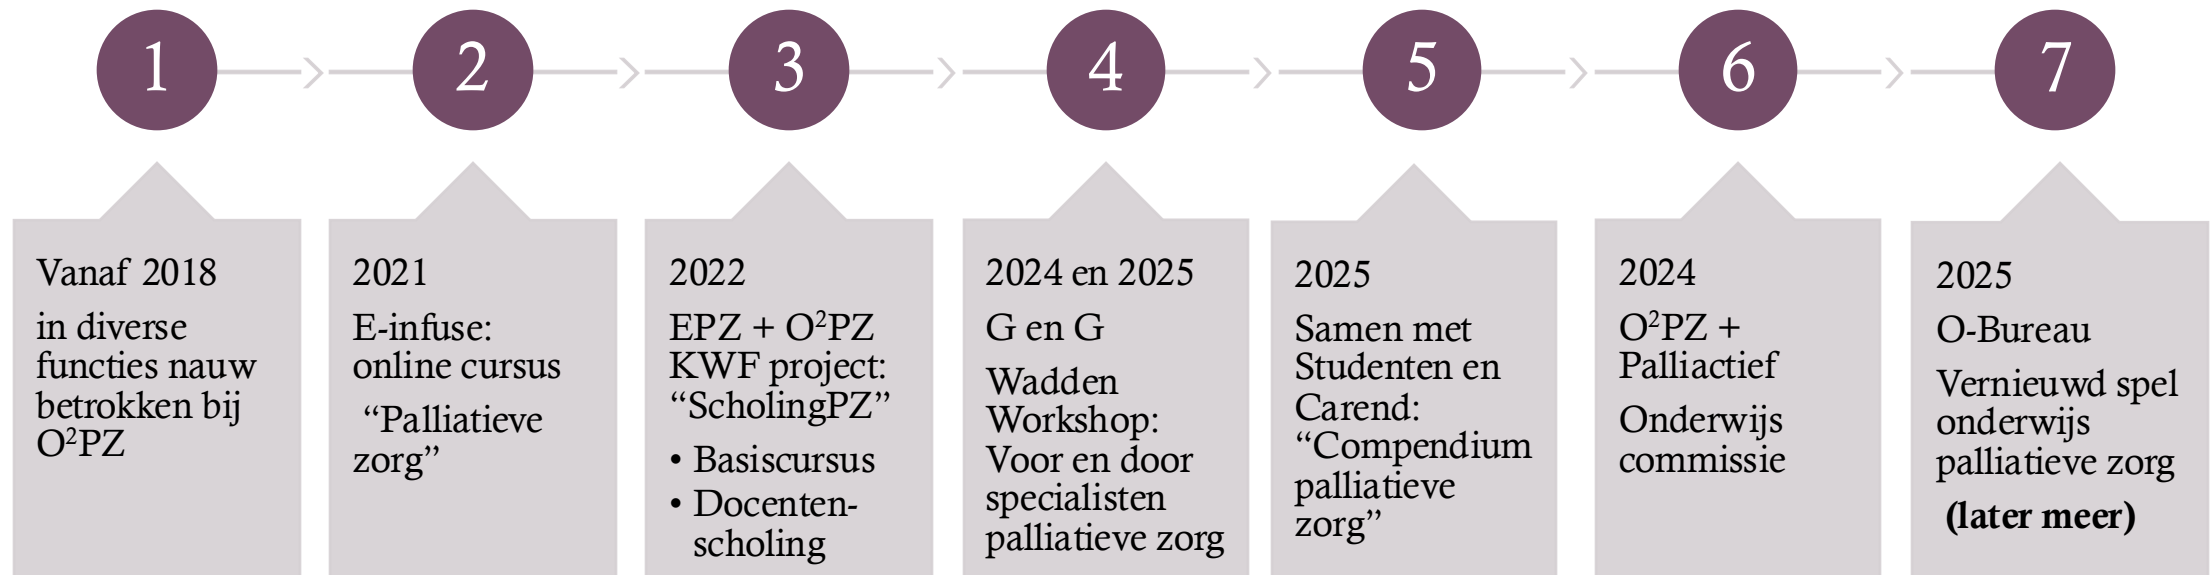 1
2
3
4
5
6
7
Vanaf 2018
in diverse
functies nauw
betrokken bij
O²PZ
2021
E-infuse:
online cursus
“Palliatieve
zorg”
2022
EPZ + O²PZ
KWF project:
“ScholingPZ”
• Basiscursus
• Docenten-
scholing
2024 en 2025
G en G
Wadden
Workshop:
Voor en door
specialisten
palliatieve zorg
2025
Samen met
Studenten en
Carend:
“Compendium
palliatieve
zorg”
2024
O²PZ +
Palliactief
Onderwijs
commissie
2025
O-Bureau
Vernieuwd spel
onderwijs
palliatieve zorg
(later meer)